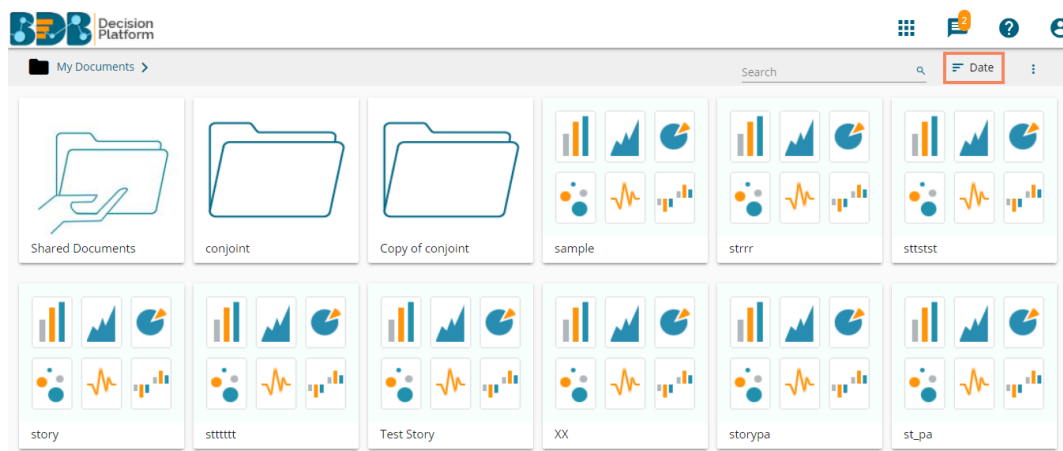 BDB Decision
Platform
2
My Documents
Search
Date
Shared Documents
conjoint
Copy of conjoint
sample
strrr
sttstst
story
stttttt
Test Story
XX
storypa
st_pa